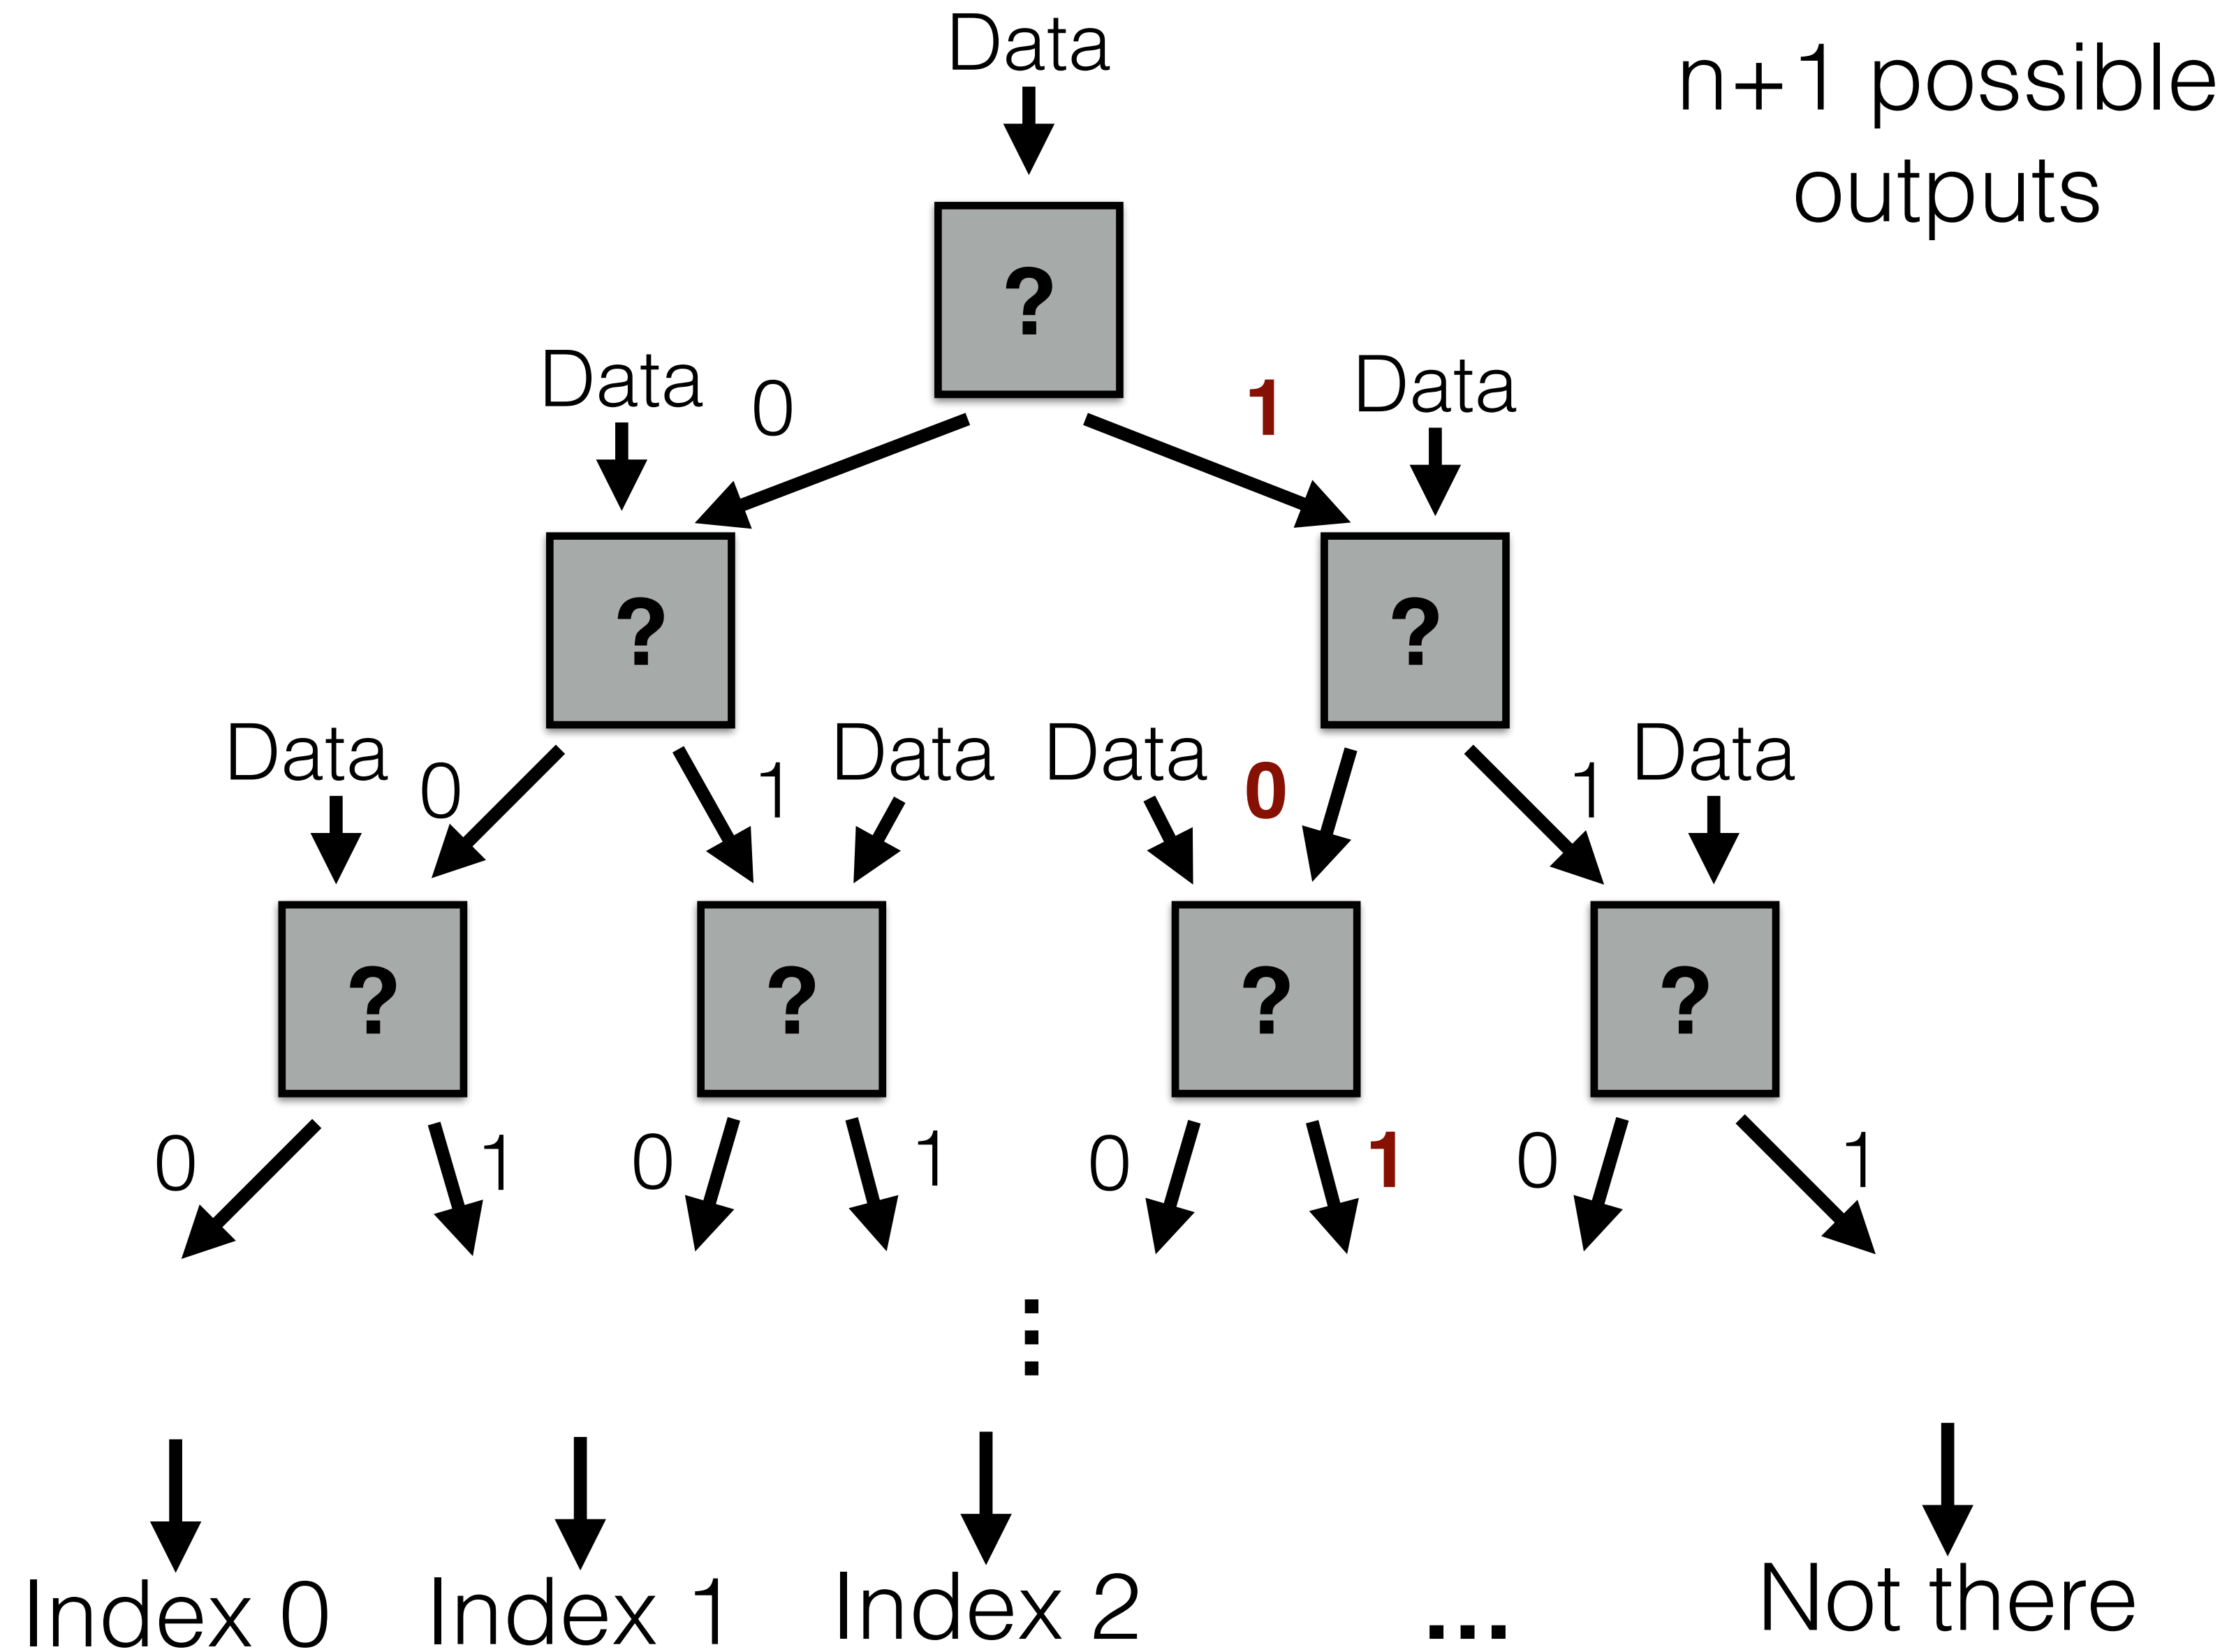 Data
n+1 possible
outputs
?
Data 0 1 Data
? ?
Data 0 1 Data Data 0 1 Data
? ? ? ?
0 1 0 1 0 1 0 1
⋮
Index 0 Index 1 Index 2 ... Not there